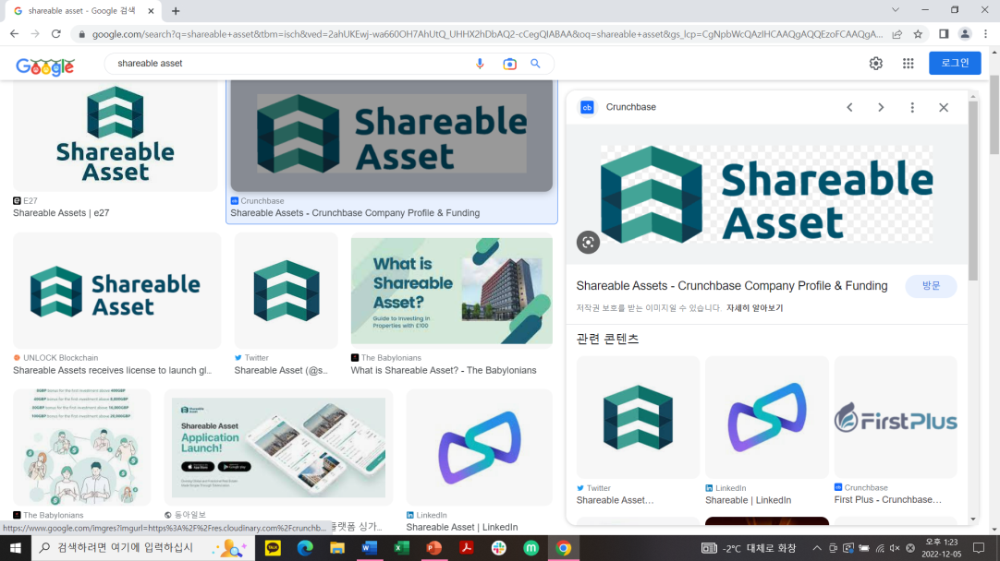 shareable asset - Google 검색
google.com/search?q=shareable+asset&tbm=isch&ved=2ahUKEwj-wa660OH7AhUtQ_UHHX2hDbAQ2-cCegQIABAA&oq=shareable+asset&gs_lcp=CgNpbWcQAzIHCAAQgAQQEzoFCAAQgA...
Google
shareable asset
로그인
Shareable
Asset
E27
Shareable Assets | e27
Shareable
Asset
Crunchbase
Shareable Assets - Crunchbase Company Profile & Funding
Shareable
Asset
UNLOCK Blockchain
Shareable Assets receives license to launch gl...
Twitter
Shareable Asset (@s...
What is
Shareable
Asset?
Guide to Investing in
Properties with £100
The Babylonians
What is Shareable Asset? - The Babylonians
The Babylonians
Shareable Asset
Shareable Asset
Application
Launch!
App Store
Google play
동아일보
플랫폼 싱가...
LinkedIn
Shareable Asset | LinkedIn
cb
Crunchbase
Shareable
Asset
Shareable Assets - Crunchbase Company Profile & Funding
방문
저작권 보호를 받는 이미지일 수 있습니다. 자세히 알아보기
관련 콘텐츠
Twitter
Shareable Asset...
LinkedIn
Shareable | LinkedIn
FirstPlus
Crunchbase
First Plus - Crunchbase...
https://www.google.com/imgres?imgurl=https%3A%2F%2Fres.cloudinary.com%2Fcrunchb...
검색하려면 여기에 입력하십시
TALK
-2°C 대체로 화창
오후 1:23
2022-12-05